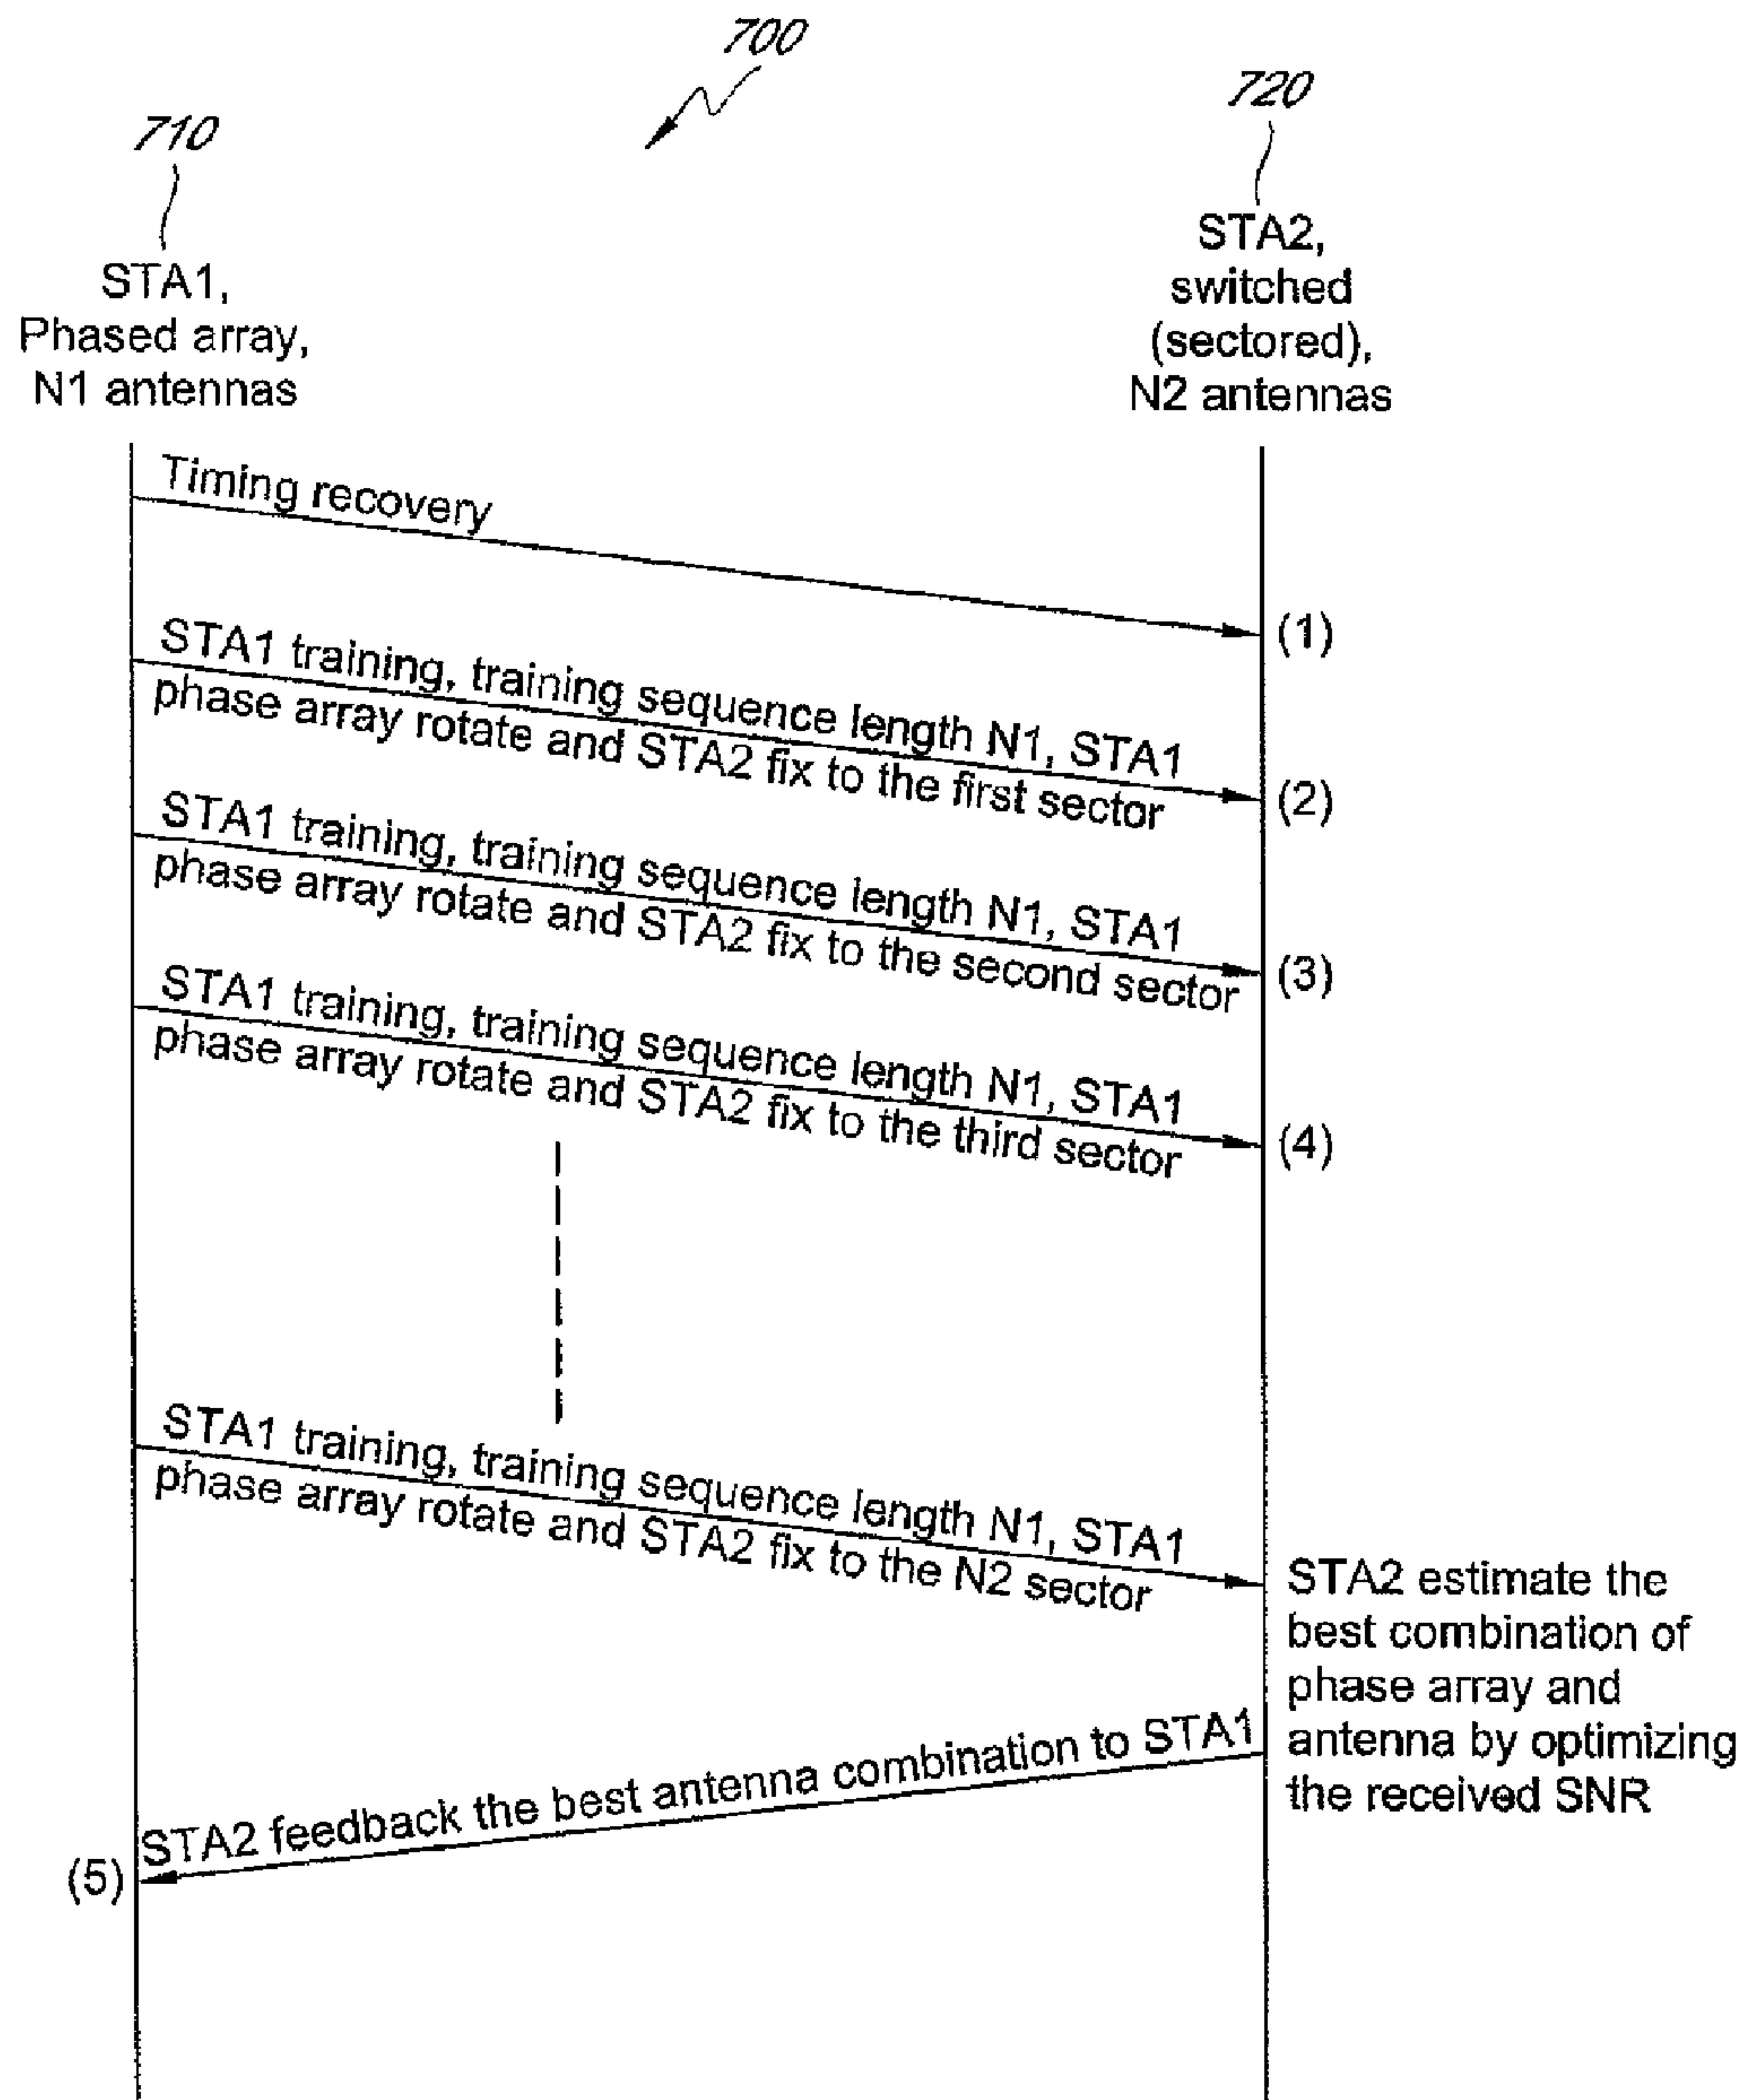 700
710
720
STA1,
Phased array,
N1 antennas
STA2,
switched
(sectored),
N2 antennas
Timing recovery
(1)
STA1 training, training sequence length N1, STA1
phase array rotate and STA2 fix to the first sector
(2)
STA1 training, training sequence length N1, STA1
phase array rotate and STA2 fix to the second sector
(3)
STA1 training, training sequence length N1, STA1
phase array rotate and STA2 fix to the third sector
(4)
STA1 training, training sequence length N1, STA1
phase array rotate and STA2 fix to the N2 sector
STA2 estimate the
best combination of
phase array and
antenna by optimizing
the received SNR
STA2 feedback the best antenna combination to STA1
(5)